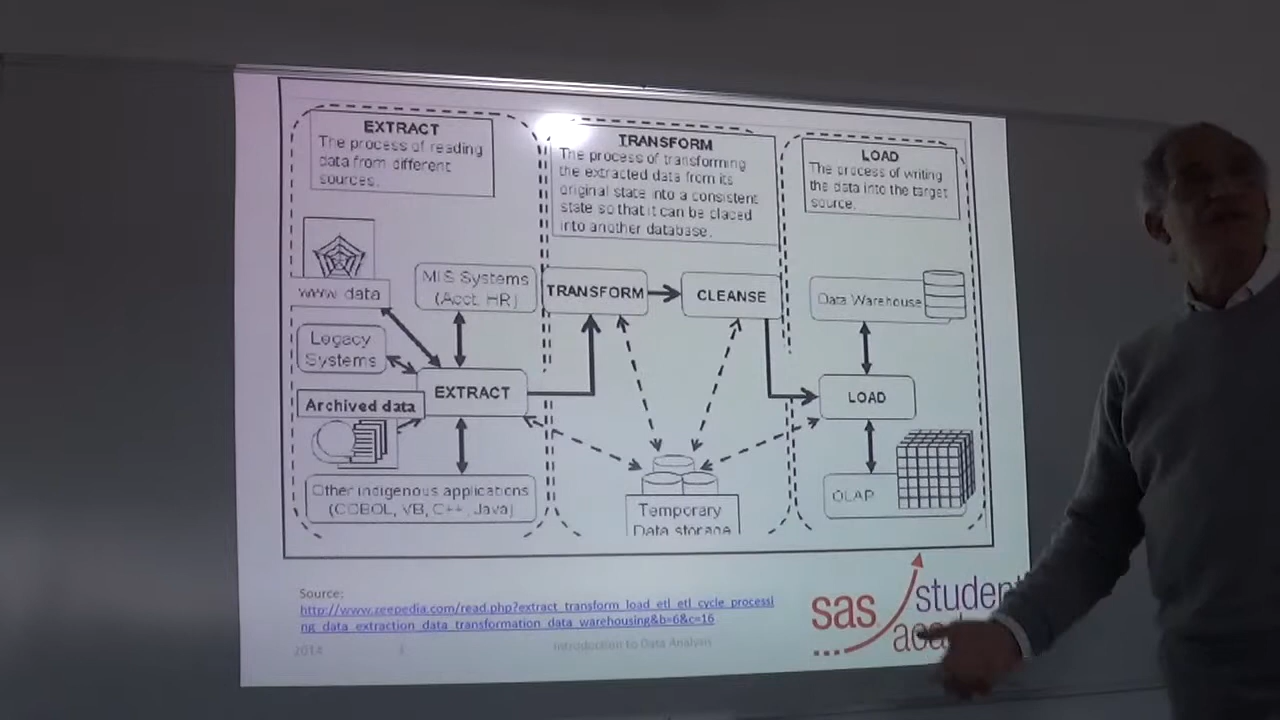 EXTRACT
The process of reading
data from different
sources.
TRANSFORM
The process of transforming
the extracted data from its
original state into a consistent
state so that it can be placed
into another database.
LOAD
The process of writing
the data into the target
source.
www data
MIS Systems
(Acct, HR)
TRANSFORM
CLEANSE
Data Warehouse
Legacy
Systems
EXTRACT
LOAD
Archived data
Other indigenous applications
(COBOL, VB, C++, Java)
Temporary
Data storage
OLAP
Source:
http://www.zeepedia.com/read.php?extract_transform_load_etl_etl_cycle_processi
ng_data_extraction_data_transformation_data_warehousing&b=6&c=16
2014
Introduction to Data Analysis
sas
student